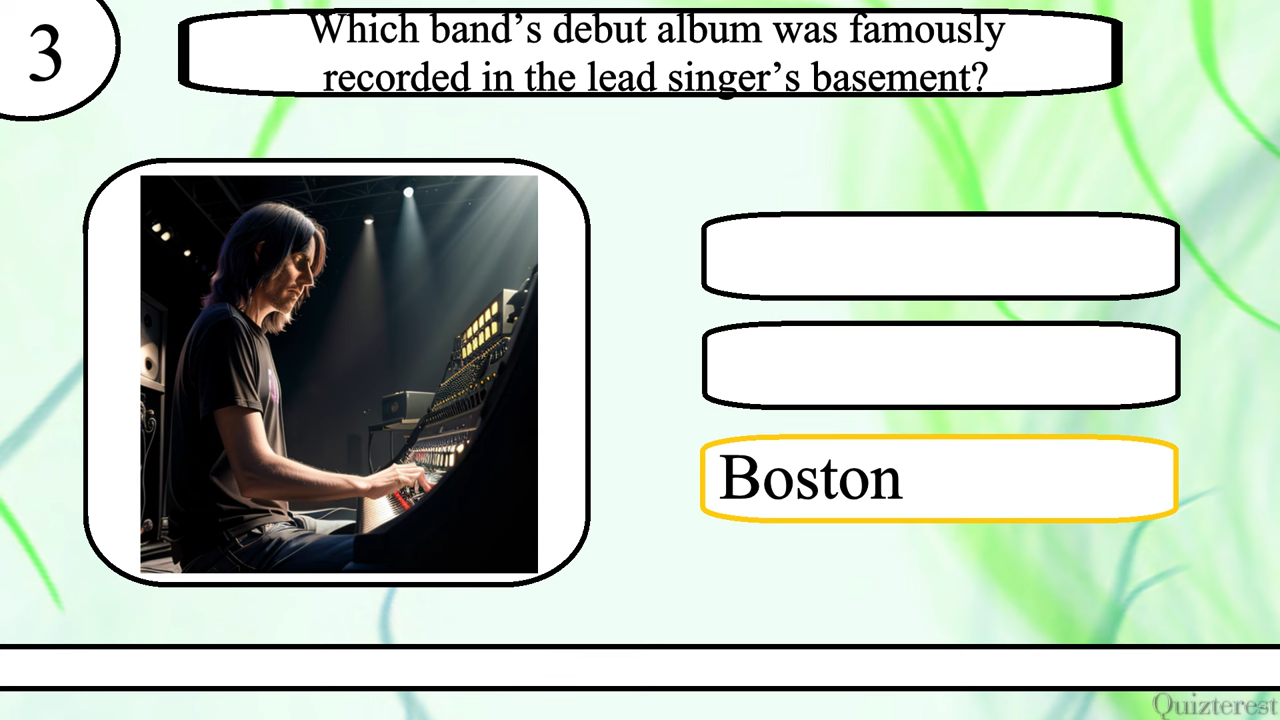 3
Which band’s debut album was famously
recorded in the lead singer’s basement?
Boston
Quizterest